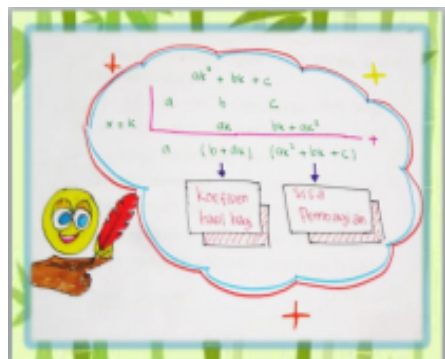 ax² + bx + c
a b c
x = k ak bk + ak²
+
a (b + ak) (ak² + bk + c)
Koefisien Sisa
hasil bagi Pembagian